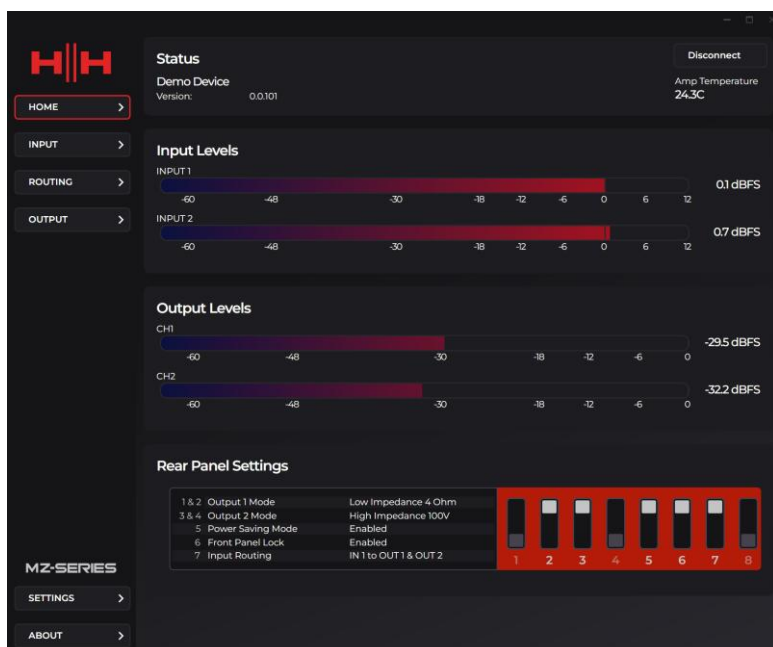 H||H
HOME
INPUT
ROUTING
OUTPUT
MZ-SERIES
SETTINGS
ABOUT
Status
Disconnect
Demo Device
Version: 0.0.101
Amp Temperature
24.3C
Input Levels
INPUT 1
0.1 dBFS
-60 -48 -30 -18 -12 -6 0 6 12
INPUT 2
0.7 dBFS
-60 -48 -30 -18 -12 -6 0 6 12
Output Levels
CH1
-29.5 dBFS
-60 -48 -30 -18 -12 -6 0
CH2
-32.2 dBFS
-60 -48 -30 -18 -12 -6 0
Rear Panel Settings
1 & 2 Output 1 Mode Low Impedance 4 Ohm
3 & 4 Output 2 Mode High Impedance 100V
5 Power Saving Mode Enabled
6 Front Panel Lock Enabled
7 Input Routing IN 1 to OUT 1 & OUT 2
1 2 3 4 5 6 7 8